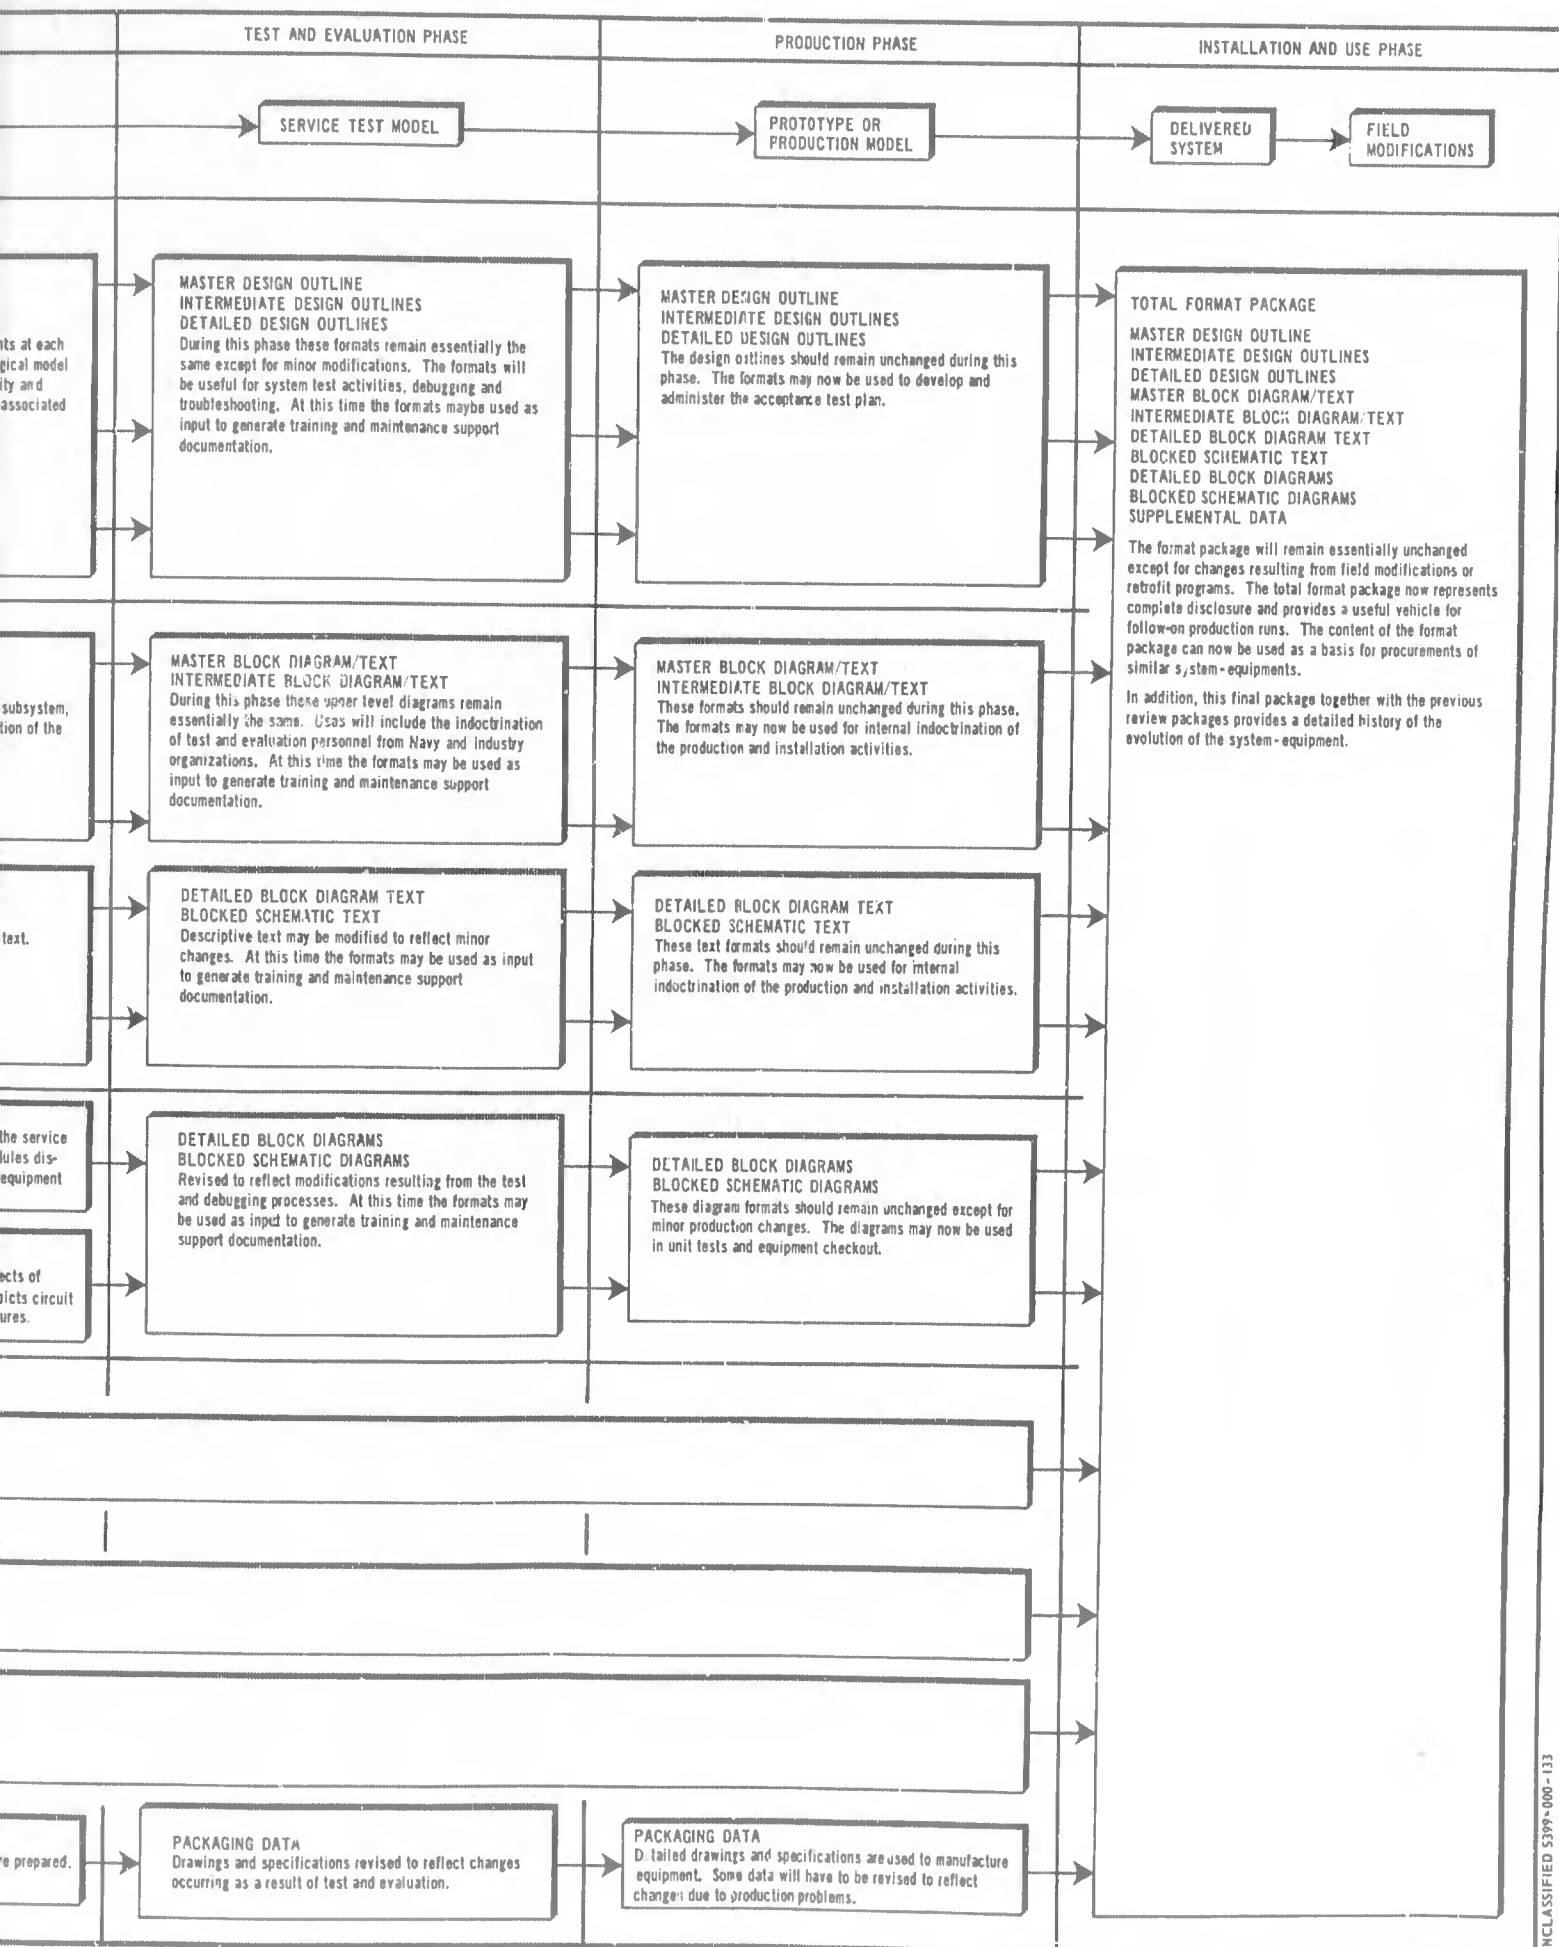 TEST AND EVALUATION PHASE
PRODUCTION PHASE
INSTALLATION AND USE PHASE
SERVICE TEST MODEL
PROTOTYPE OR
PRODUCTION MODEL
DELIVERED
SYSTEM
FIELD
MODIFICATIONS
nts at each
gical model
ity and
associated
MASTER DESIGN OUTLINE
INTERMEDIATE DESIGN OUTLINES
DETAILED DESIGN OUTLINES
During this phase these formats remain essentially the
same except for minor modifications. The formats will
be useful for system test activities, debugging and
troubleshooting. At this time the formats maybe used as
input to generate training and maintenance support
documentation.
MASTER DESIGN OUTLINE
INTERMEDIATE DESIGN OUTLINES
DETAILED DESIGN OUTLINES
The design outlines should remain unchanged during this
phase. The formats may now be used to develop and
administer the acceptance test plan.
TOTAL FORMAT PACKAGE
MASTER DESIGN OUTLINE
INTERMEDIATE DESIGN OUTLINES
DETAILED DESIGN OUTLINES
MASTER BLOCK DIAGRAM/TEXT
INTERMEDIATE BLOCK DIAGRAM/TEXT
DETAILED BLOCK DIAGRAM TEXT
BLOCKED SCHEMATIC TEXT
DETAILED BLOCK DIAGRAMS
BLOCKED SCHEMATIC DIAGRAMS
SUPPLEMENTAL DATA
The format package will remain essentially unchanged
except for changes resulting from field modifications or
retrofit programs. The total format package now represents
complete disclosure and provides a useful vehicle for
follow-on production runs. The content of the format
package can now be used as a basis for procurements of
similar system-equipments.
In addition, this final package together with the previous
review packages provides a detailed history of the
evolution of the system-equipment.
subsystem,
tion of the
MASTER BLOCK DIAGRAM/TEXT
INTERMEDIATE BLOCK DIAGRAM/TEXT
During this phase these upper level diagrams remain
essentially the same. Usas will include the indoctrination
of test and evaluation personnel from Navy and industry
organizations. At this time the formats may be used as
input to generate training and maintenance support
documentation.
MASTER BLOCK DIAGRAM/TEXT
INTERMEDIATE BLOCK DIAGRAM/TEXT
These formats should remain unchanged during this phase.
The formats may now be used for internal indoctrination of
the production and installation activities.
text.
DETAILED BLOCK DIAGRAM TEXT
BLOCKED SCHEMATIC TEXT
Descriptive text may be modified to reflect minor
changes. At this time the formats may be used as input
to generate training and maintenance support
documentation.
DETAILED BLOCK DIAGRAM TEXT
BLOCKED SCHEMATIC TEXT
These text formats should remain unchanged during this
phase. The formats may now be used for internal
indoctrination of the production and installation activities.
the service
dules dis-
equipment
ects of
picts circuit
ures.
DETAILED BLOCK DIAGRAMS
BLOCKED SCHEMATIC DIAGRAMS
Revised to reflect modifications resulting from the test
and debugging processes. At this time the formats may
be used as input to generate training and maintenance
support documentation.
DETAILED BLOCK DIAGRAMS
BLOCKED SCHEMATIC DIAGRAMS
These diagram formats should remain unchanged except for
minor production changes. The diagrams may now be used
in unit tests and equipment checkout.
re prepared.
PACKAGING DATA
Drawings and specifications revised to reflect changes
occurring as a result of test and evaluation.
PACKAGING DATA
D tailed drawings and specifications are used to manufacture
equipment. Some data will have to be revised to reflect
changes due to production problems.
NCLASSIFIED 5399-000-133